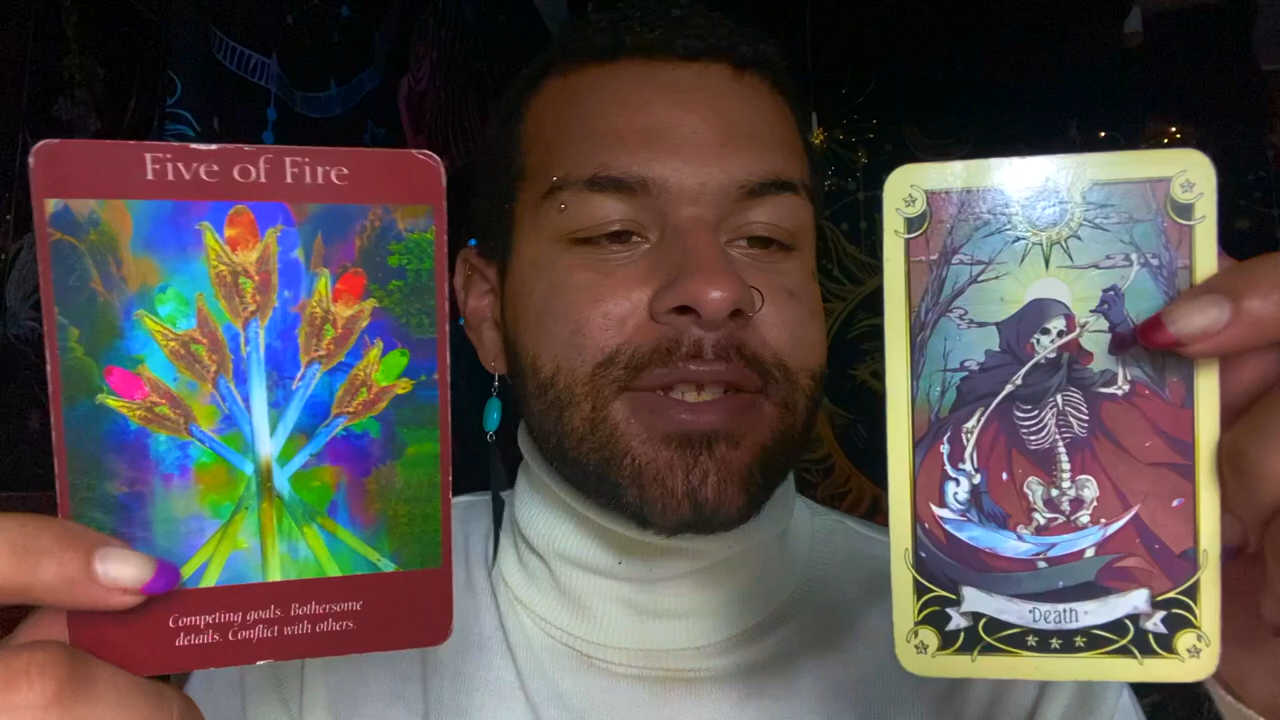 Five of Fire
Competing goals. Bothersome
details. Conflict with others.
Death